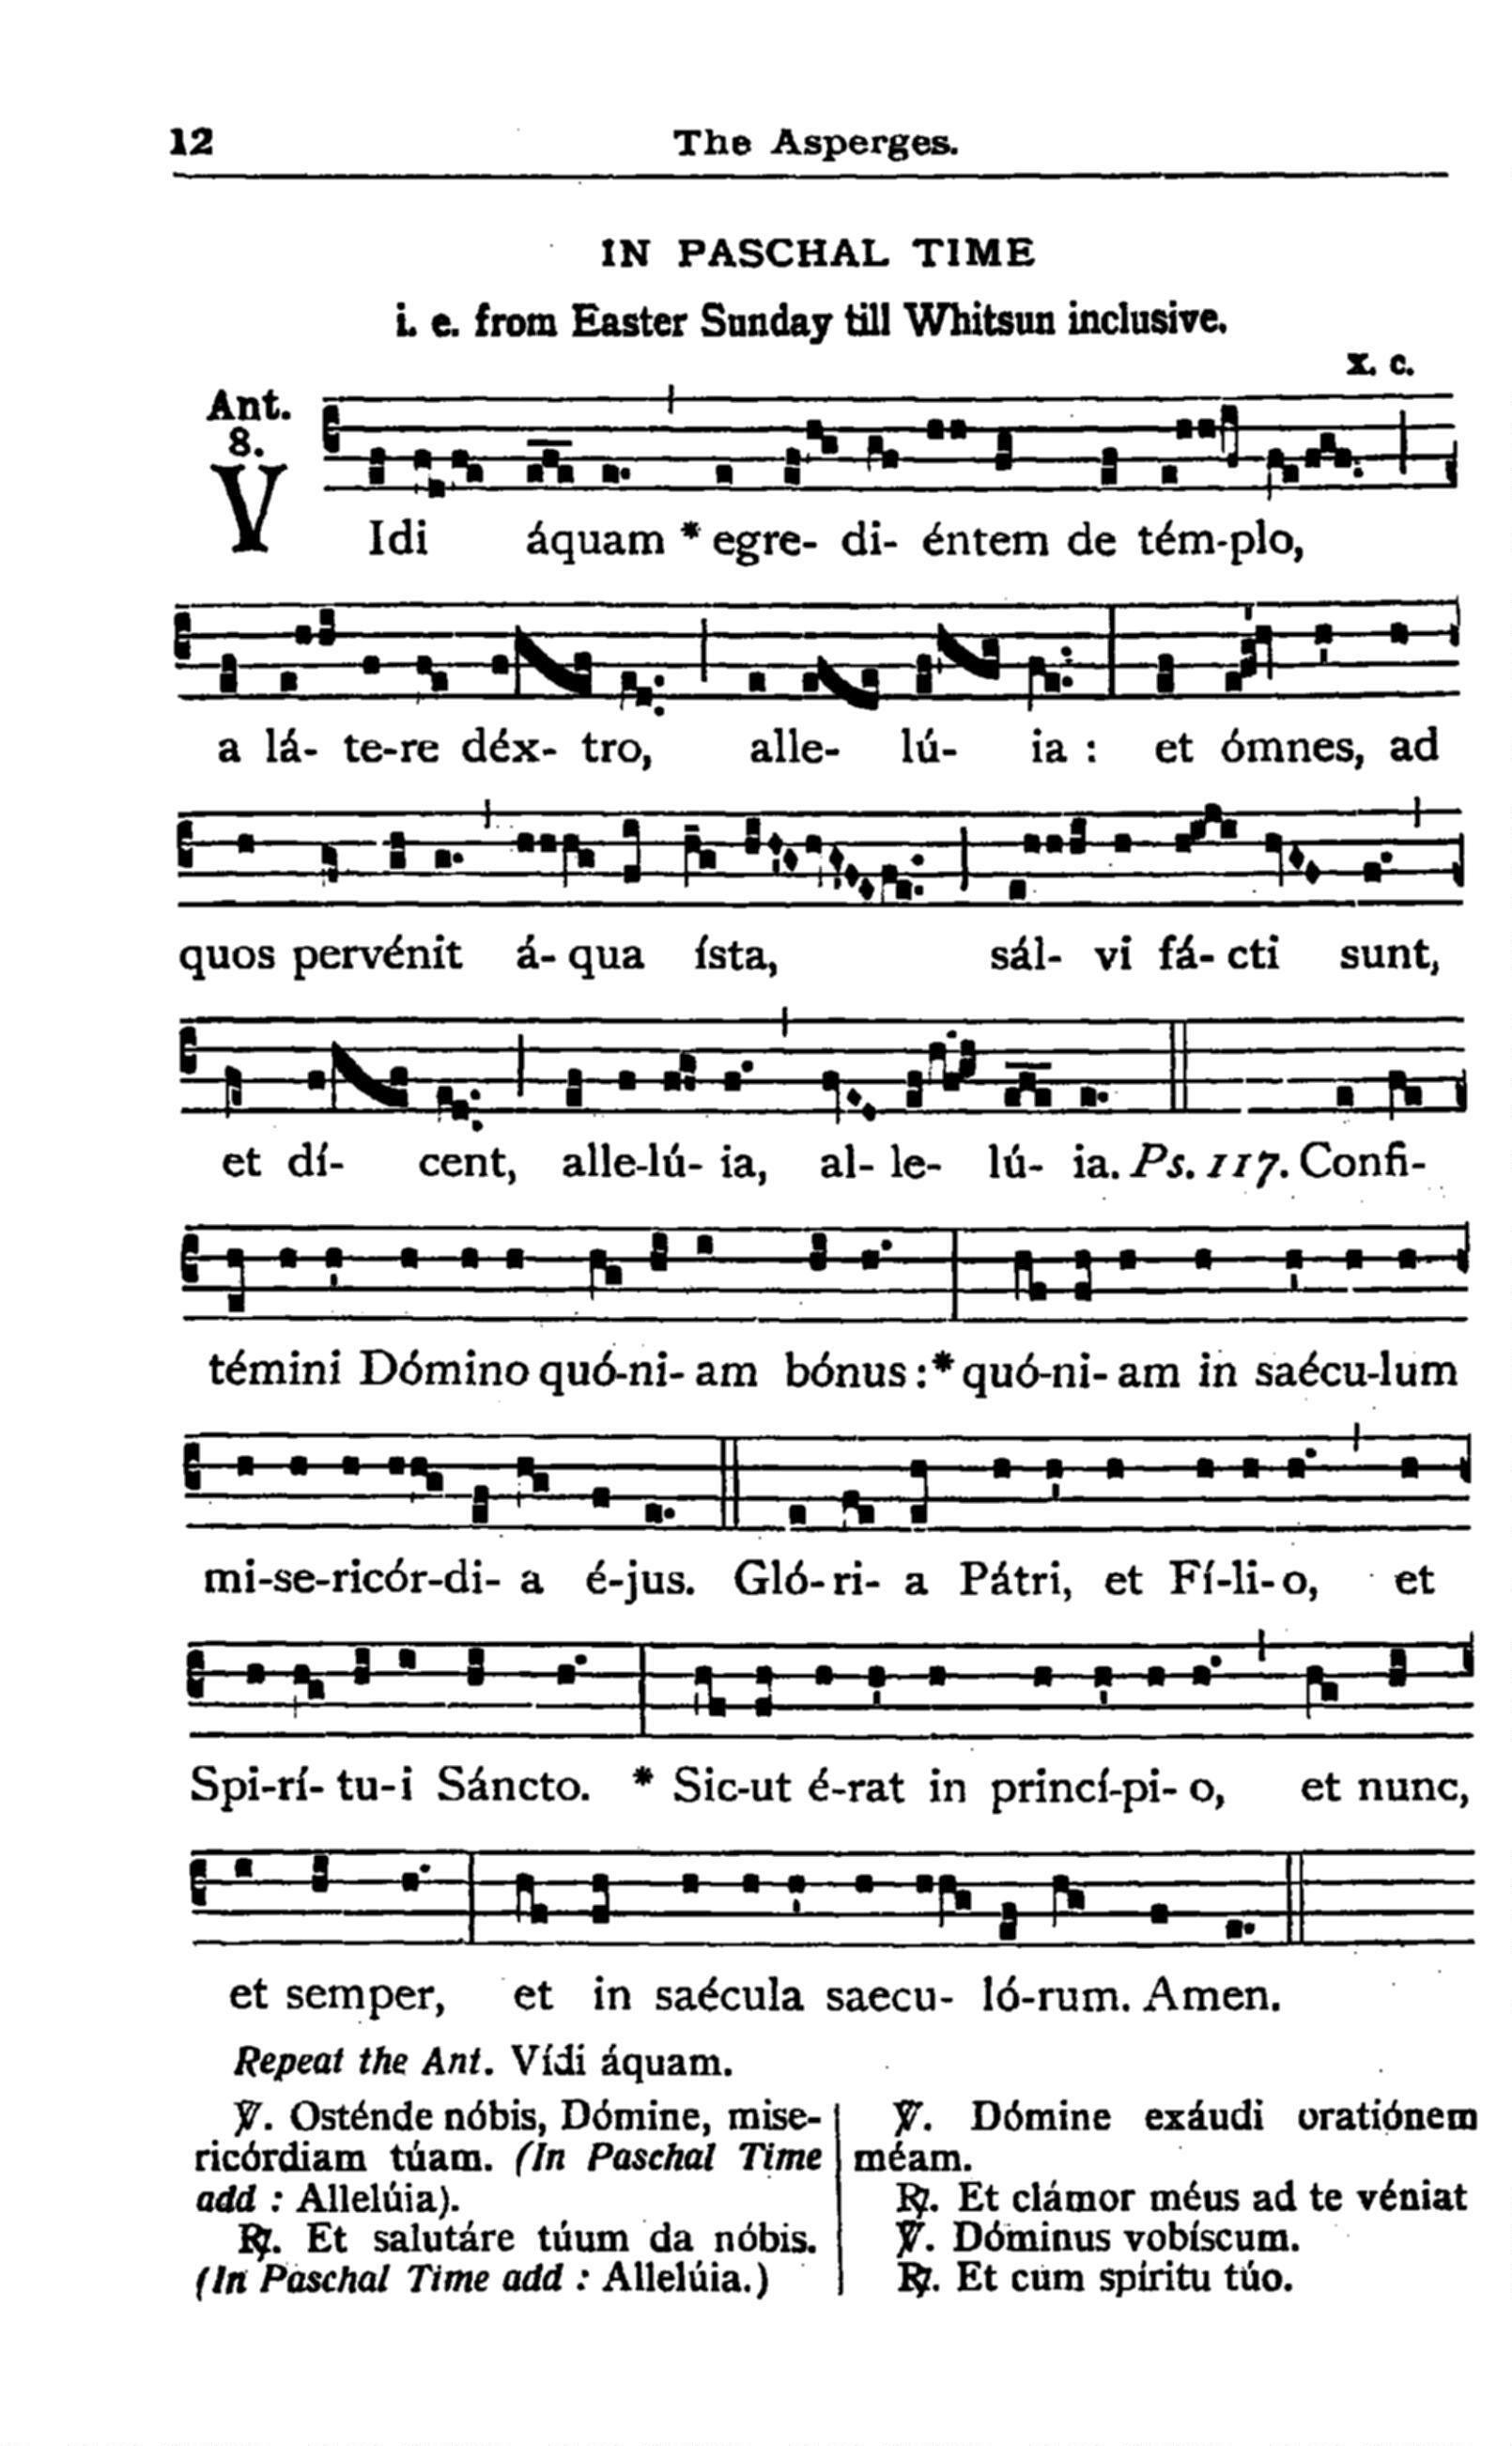 12 The Asperges.
IN PASCHAL TIME
i. e. from Easter Sunday till Whitsun inclusive.
x. c.
Ant.
8.
VIdi áquam * egre- di- éntem de tém-plo,
a lá- te-re déx- tro, alle- lú- ia : et ómnes, ad
quos pervénit á- qua ísta, sál- vi fá- cti sunt,
et dí- cent, alle-lú- ia, al- le- lú- ia. Ps. 117. Confi-
témini Dómino quó-ni- am bónus :* quó-ni- am in saécu-lum
mi-se-ricór-di- a é-jus. Gló- ri- a Pátri, et Fí-li- o, et
Spi-rí- tu-i Sáncto. * Sic-ut é-rat in princí-pi- o, et nunc,
et semper, et in saécula saecu- ló-rum. Amen.
Repeat the Ant. Vídi áquam.
℣. Osténde nóbis, Dómine, mise-
ricórdiam túam. (In Paschal Time
add : Allelúia).
℟. Et salutáre túum da nóbis.
(In Paschal Time add : Allelúia.)
℣. Dómine exáudi oratiónem
méam.
℟. Et clámor méus ad te véniat
℣. Dóminus vobíscum.
℟. Et cum spíritu túo.